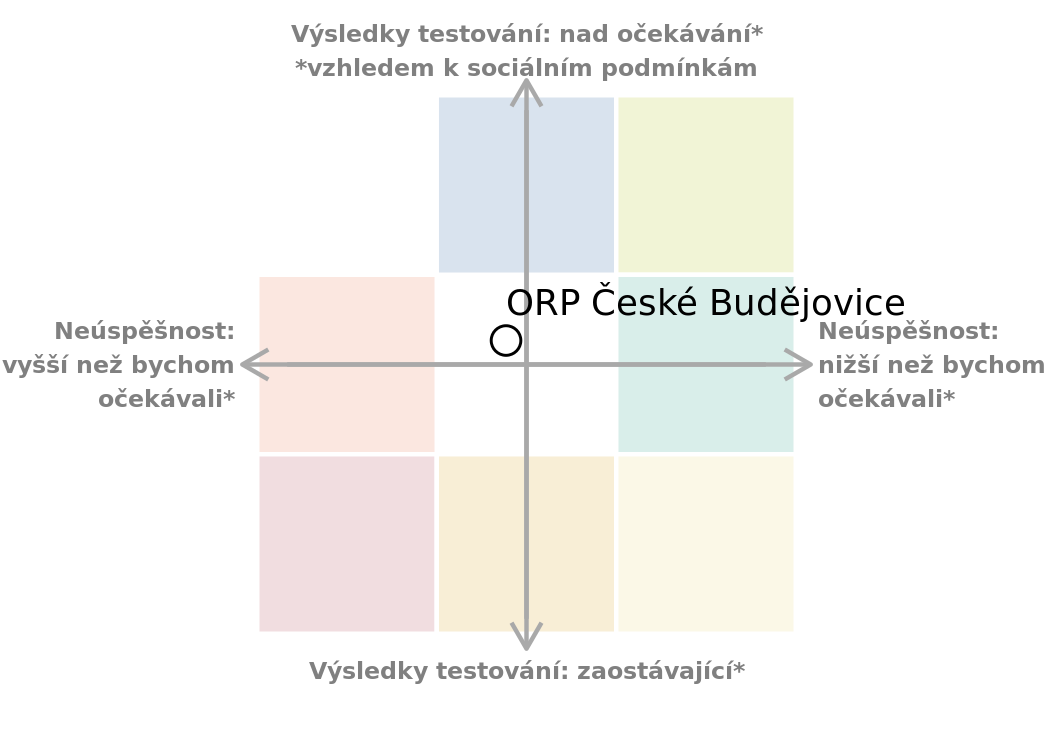 Výsledky testování: nad očekávání*
*vzhledem k sociálním podmínkám
ORP České Budějovice
Neúspěšnost:
vyšší než bychom
očekávali*
Neúspěšnost:
nižší než bychom
očekávali*
Výsledky testování: zaostávající*